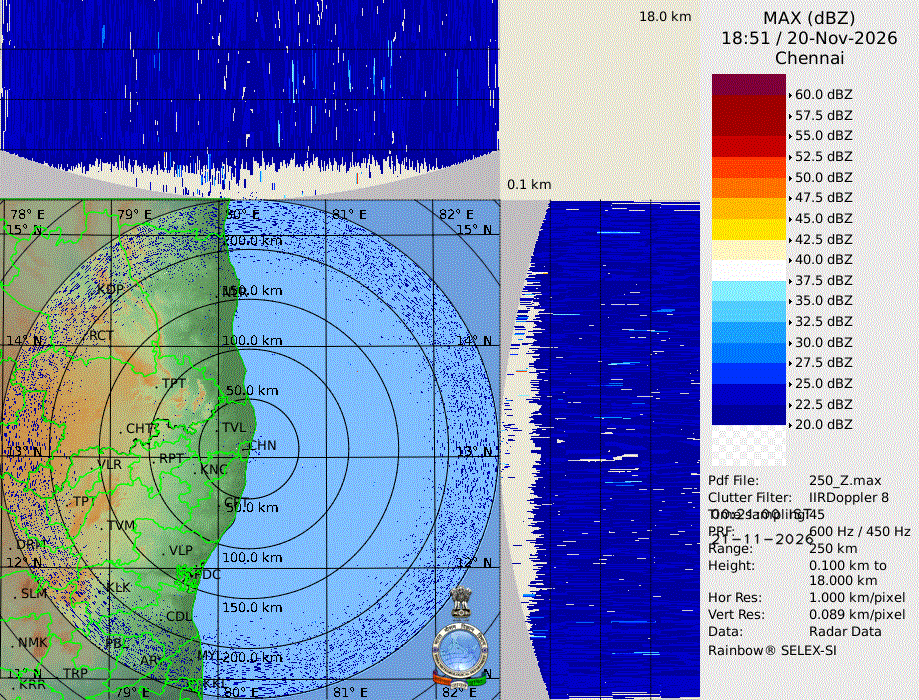 18.0 km
MAX (dBZ)
18:51 / 20-Nov-2026
Chennai
60.0 dBZ
57.5 dBZ
55.0 dBZ
52.5 dBZ
50.0 dBZ
47.5 dBZ
45.0 dBZ
42.5 dBZ
40.0 dBZ
37.5 dBZ
35.0 dBZ
32.5 dBZ
30.0 dBZ
27.5 dBZ
25.0 dBZ
22.5 dBZ
20.0 dBZ
0.1 km
78° E 79° E 90° E 81° E 82° E
15° N 15° N
200.0 km
KDP 150.0 km
RCT 100.0 km
14° N 14° N
TPT 50.0 km
CHT TVL
CHN
13° N 13° N
VLR RPT KNC
TPT
50.0 km
TVM
VLP 100.0 km
12° N 12° N
PDC
KLK
SLM 150.0 km
CDL
NMK PB
AR MYL 200.0 km
TRP
KRR KRL
79° E 80° E 81° E 82° E
Pdf File: 250_Z.max
Clutter Filter: IIRDoppler 8
Time sampling:45
00:21:00 IST
PRF: 600 Hz / 450 Hz
21-11-2026
Range: 250 km
Height: 0.100 km to
18.000 km
Hor Res: 1.000 km/pixel
Vert Res: 0.089 km/pixel
Data: Radar Data
Rainbow® SELEX-SI